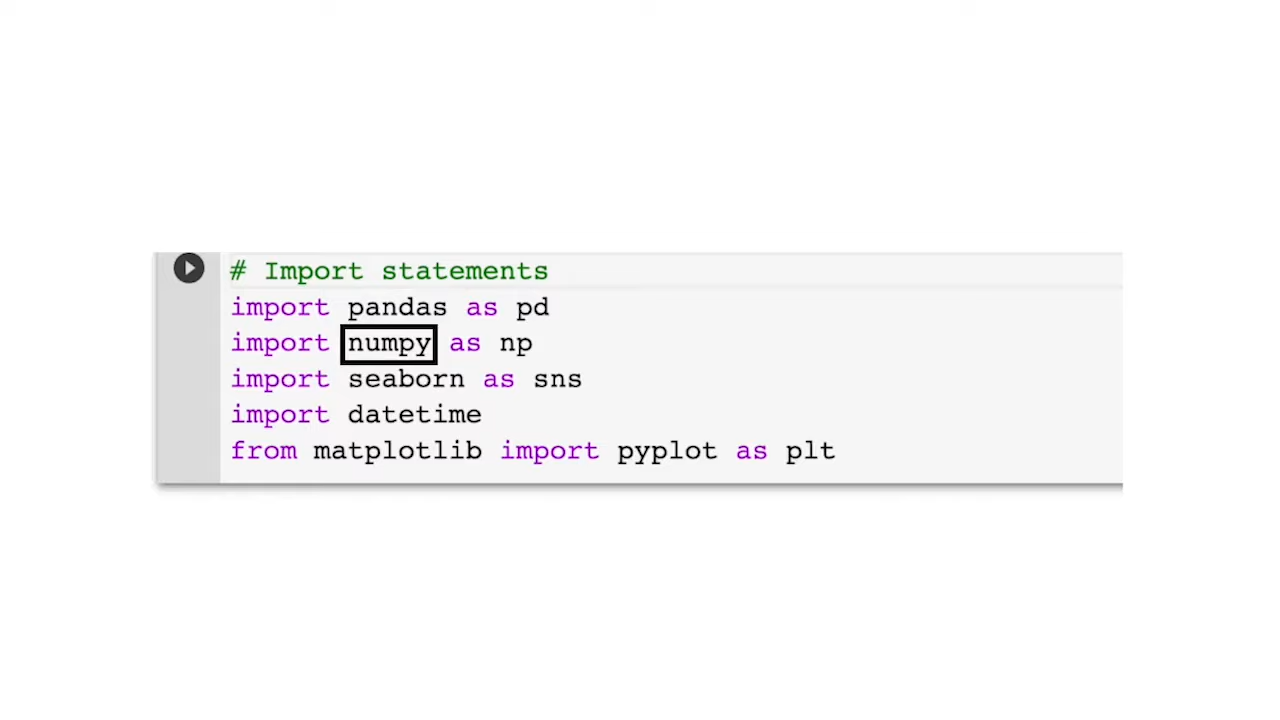 # Import statements
import pandas as pd
import numpy as np
import seaborn as sns
import datetime
from matplotlib import pyplot as plt